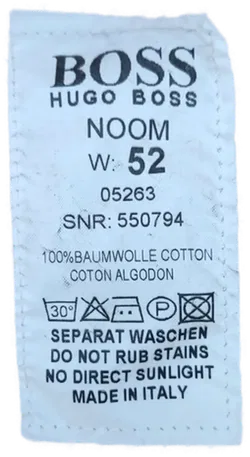 BOSS
HUGO BOSS
NOOM
W: 52
05263
SNR: 550794
100%BAUMWOLLE COTTON
COTON ALGODON
30° P
SEPARAT WASCHEN
DO NOT RUB STAINS
NO DIRECT SUNLIGHT
MADE IN ITALY